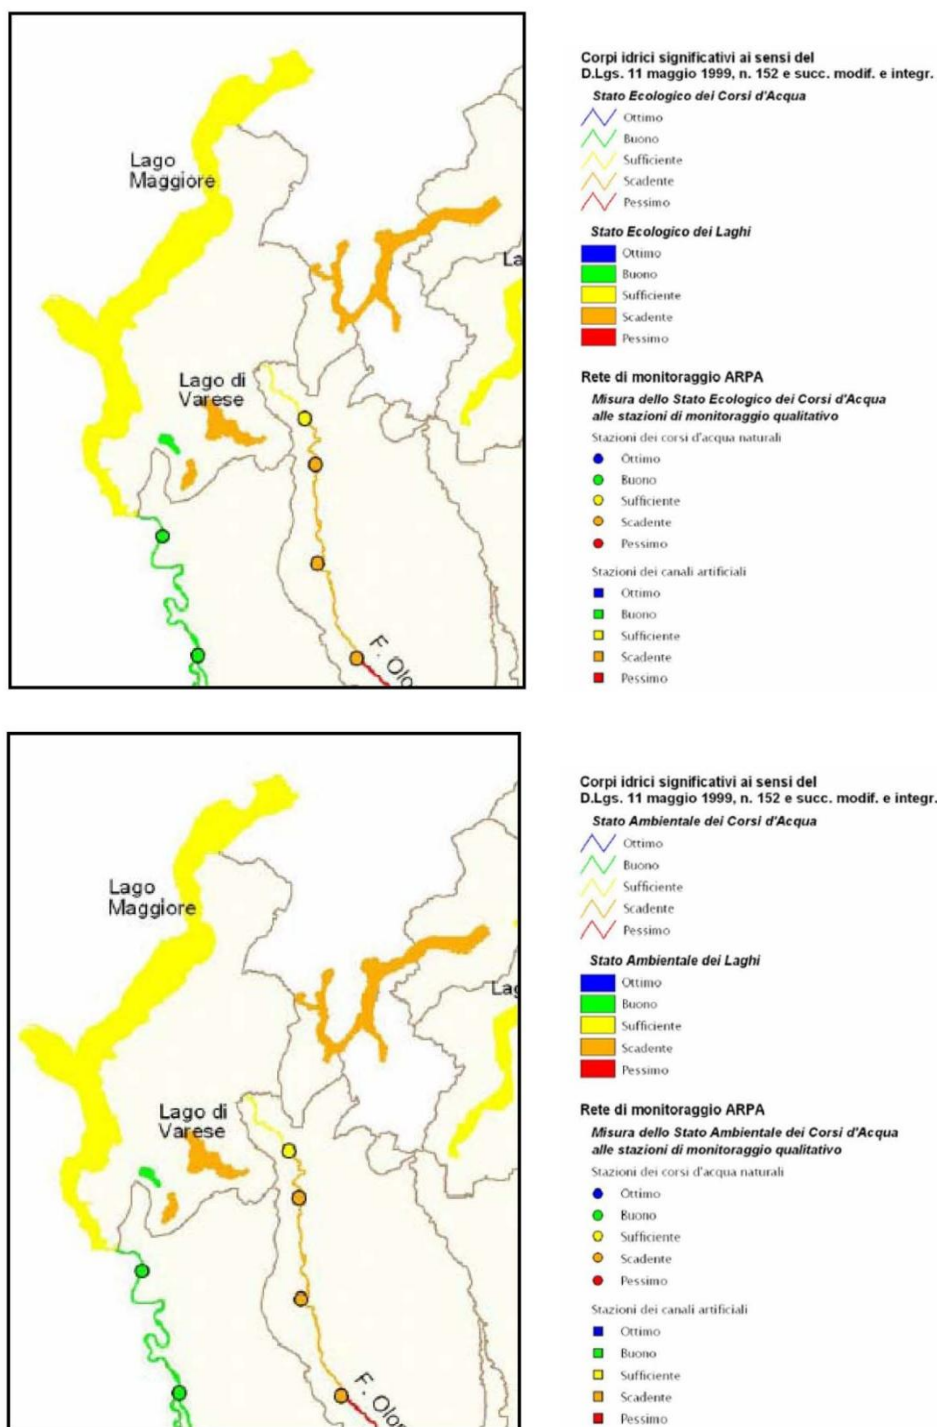 Lago
Maggiore
La
Lago di
Varese
F. Olo
Corpi idrici significativi ai sensi del
D.Lgs. 11 maggio 1999, n. 152 e succ. modif. e integr.
Stato Ecologico dei Corsi d'Acqua
Ottimo
Buono
Sufficiente
Scadente
Pessimo
Stato Ecologico dei Laghi
Ottimo
Buono
Sufficiente
Scadente
Pessimo
Rete di monitoraggio ARPA
Misura dello Stato Ecologico dei Corsi d'Acqua
alle stazioni di monitoraggio qualitativo
Stazioni dei corsi d'acqua naturali
Ottimo
Buono
Sufficiente
Scadente
Pessimo
Stazioni dei canali artificiali
Ottimo
Buono
Sufficiente
Scadente
Pessimo
Lago
Maggiore
Lag
Lago di
Varese
F. Olo
Corpi idrici significativi ai sensi del
D.Lgs. 11 maggio 1999, n. 152 e succ. modif. e integr.
Stato Ambientale dei Corsi d'Acqua
Ottimo
Buono
Sufficiente
Scadente
Pessimo
Stato Ambientale dei Laghi
Ottimo
Buono
Sufficiente
Scadente
Pessimo
Rete di monitoraggio ARPA
Misura dello Stato Ambientale dei Corsi d'Acqua
alle stazioni di monitoraggio qualitativo
Stazioni dei corsi d'acqua naturali
Ottimo
Buono
Sufficiente
Scadente
Pessimo
Stazioni dei canali artificiali
Ottimo
Buono
Sufficiente
Scadente
Pessimo